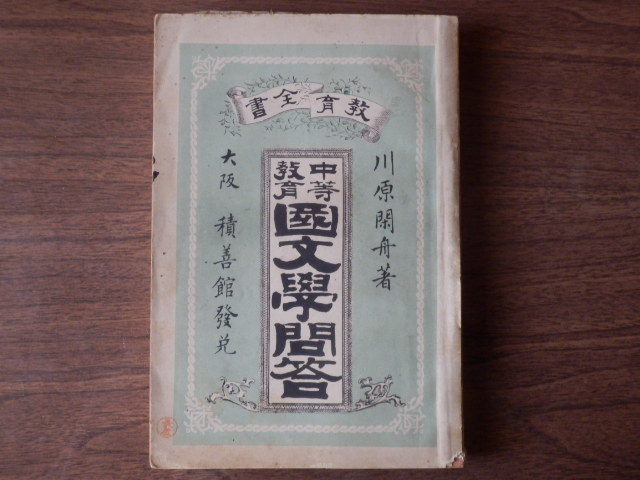 教育全書
川原閑舟著
中等
教育
國文學問答
大阪 積善館發兌